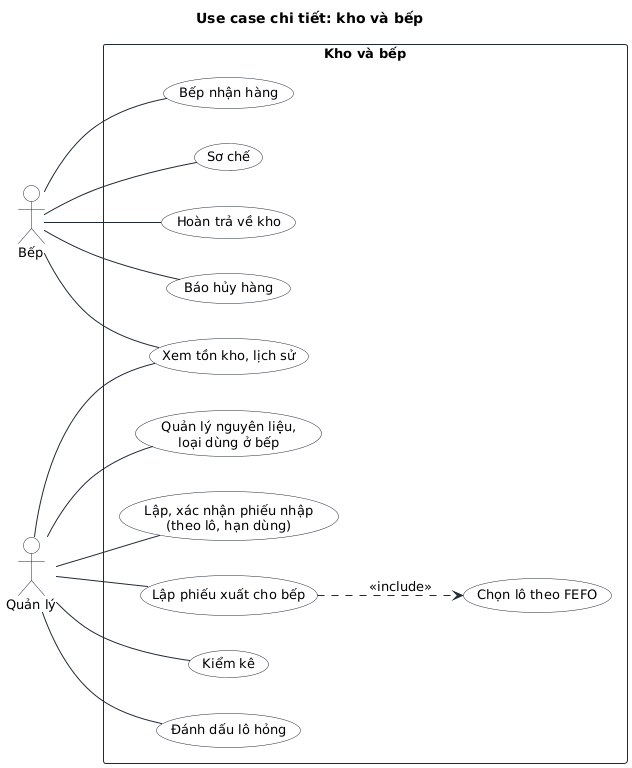 Use case chi tiết: kho và bếp
Kho và bếp
Bếp nhận hàng
Sơ chế
Hoàn trả về kho
Bếp
Báo hủy hàng
Xem tồn kho, lịch sử
Quản lý nguyên liệu,
loại dùng ở bếp
Lập, xác nhận phiếu nhập
(theo lô, hạn dùng)
Quản lý
Lập phiếu xuất cho bếp
«include»
Chọn lô theo FEFO
Kiểm kê
Đánh dấu lô hỏng